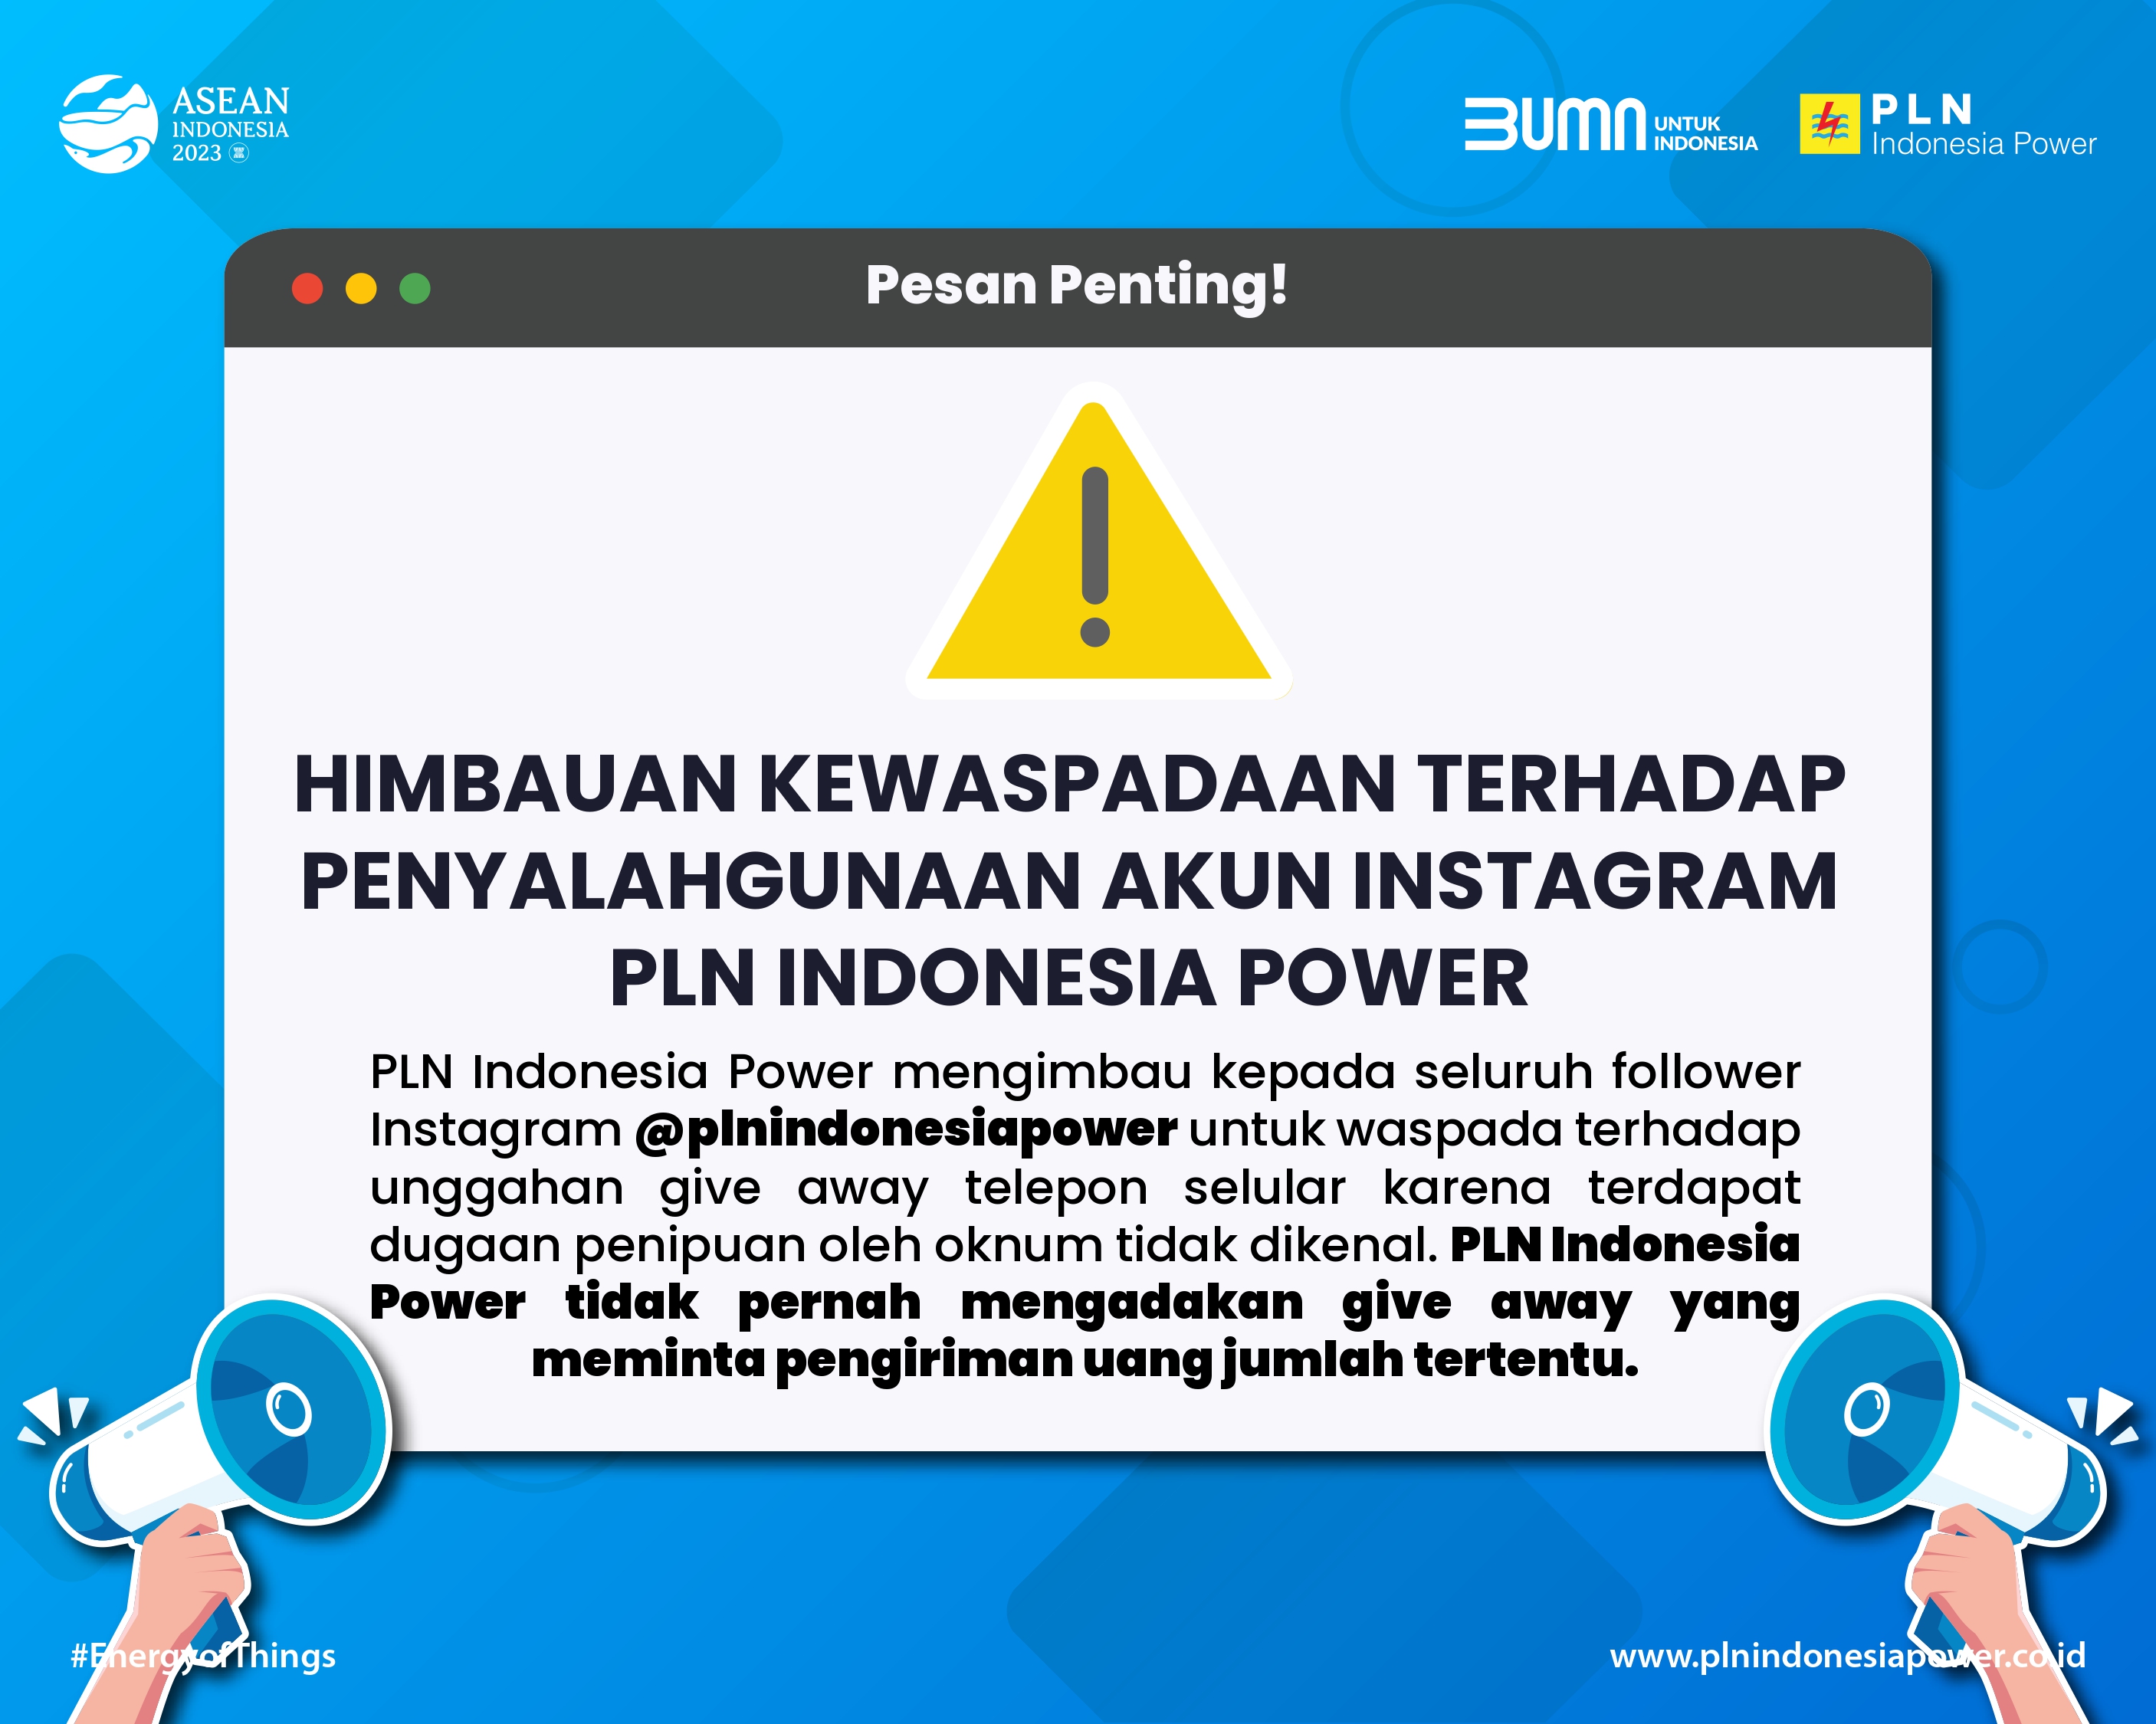 ASEAN
INDONESIA
2023
BUMN UNTUK
INDONESIA
PLN
Indonesia Power
Pesan Penting!
HIMBAUAN KEWASPADAAN TERHADAP
PENYALAHGUNAAN AKUN INSTAGRAM
PLN INDONESIA POWER
PLN Indonesia Power mengimbau kepada seluruh follower
Instagram @plnindonesiapower untuk waspada terhadap
unggahan give away telepon selular karena terdapat
dugaan penipuan oleh oknum tidak dikenal. PLN Indonesia
Power tidak pernah mengadakan give away yang
meminta pengiriman uang jumlah tertentu.
#EnergyofThings
www.plnindonesiapower.co.id